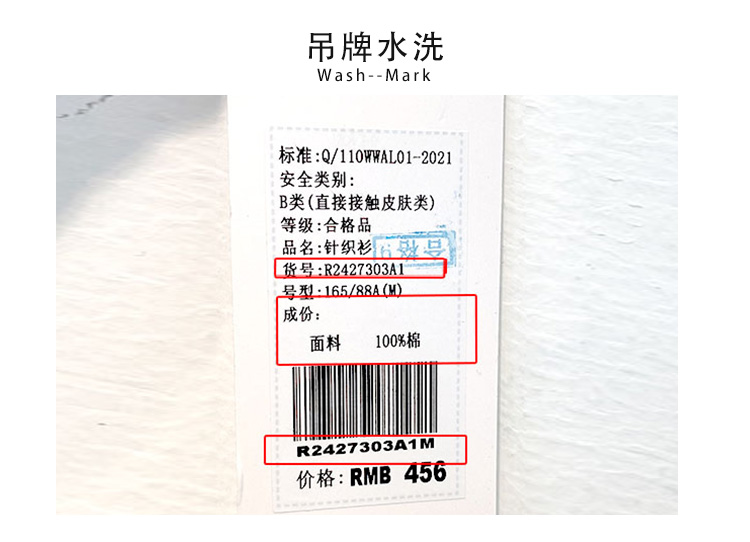 吊牌水洗
Wash--Mark
标准:Q/110WWAL01-2021
安全类别:
B类(直接接触皮肤类)
等级:合格品
品名:针织衫
合格
货号:R2427303A1
号型:165/88A(M)
成份:
面料 100%棉
R2427303A1M
价格:RMB 456